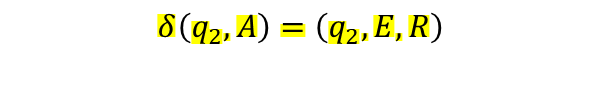 δ(q₂, A) = (q₂, E, R)